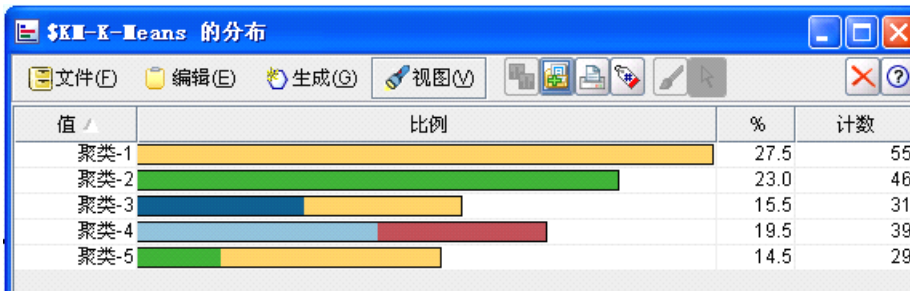 $KM-K-Means 的分布
文件(F) 编辑(E) 生成(G) 视图(V)
值 比例 % 计数
聚类-1 27.5 55
聚类-2 23.0 46
聚类-3 15.5 31
聚类-4 19.5 39
聚类-5 14.5 29